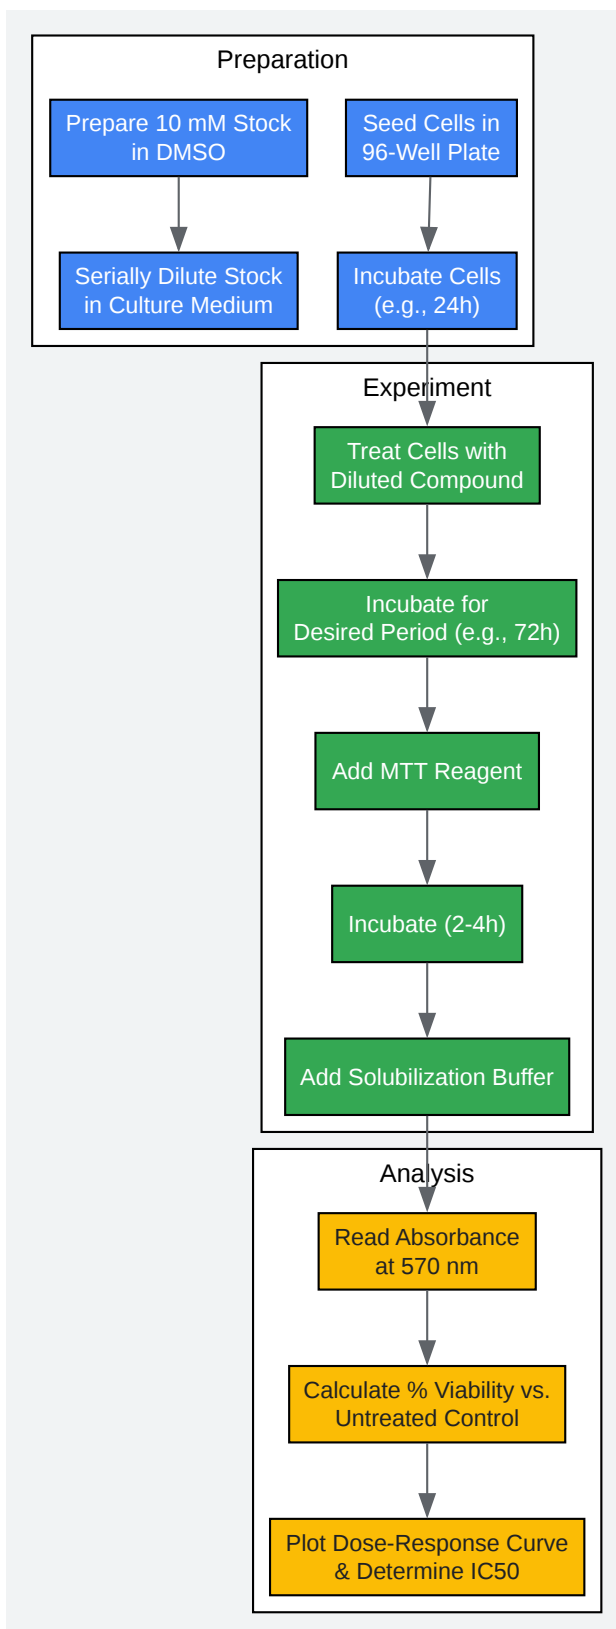 Preparation
Prepare 10 mM Stock
in DMSO
Seed Cells in
96-Well Plate
Serially Dilute Stock
in Culture Medium
Incubate Cells
(e.g., 24h)
Experiment
Treat Cells with
Diluted Compound
Incubate for
Desired Period (e.g., 72h)
Add MTT Reagent
Incubate (2-4h)
Add Solubilization Buffer
Analysis
Read Absorbance
at 570 nm
Calculate % Viability vs.
Untreated Control
Plot Dose-Response Curve
& Determine IC50